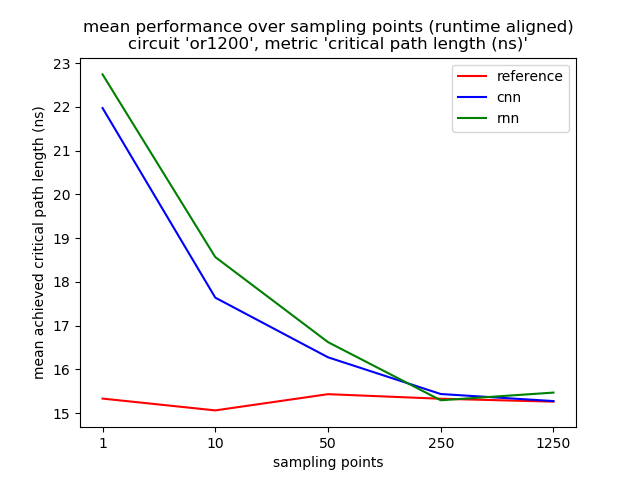 mean performance over sampling points (runtime aligned)
circuit 'or1200', metric 'critical path length (ns)'
reference
cnn
rnn
mean achieved critical path length (ns)
23
22
21
20
19
18
17
16
15
1
10
50
250
1250
sampling points